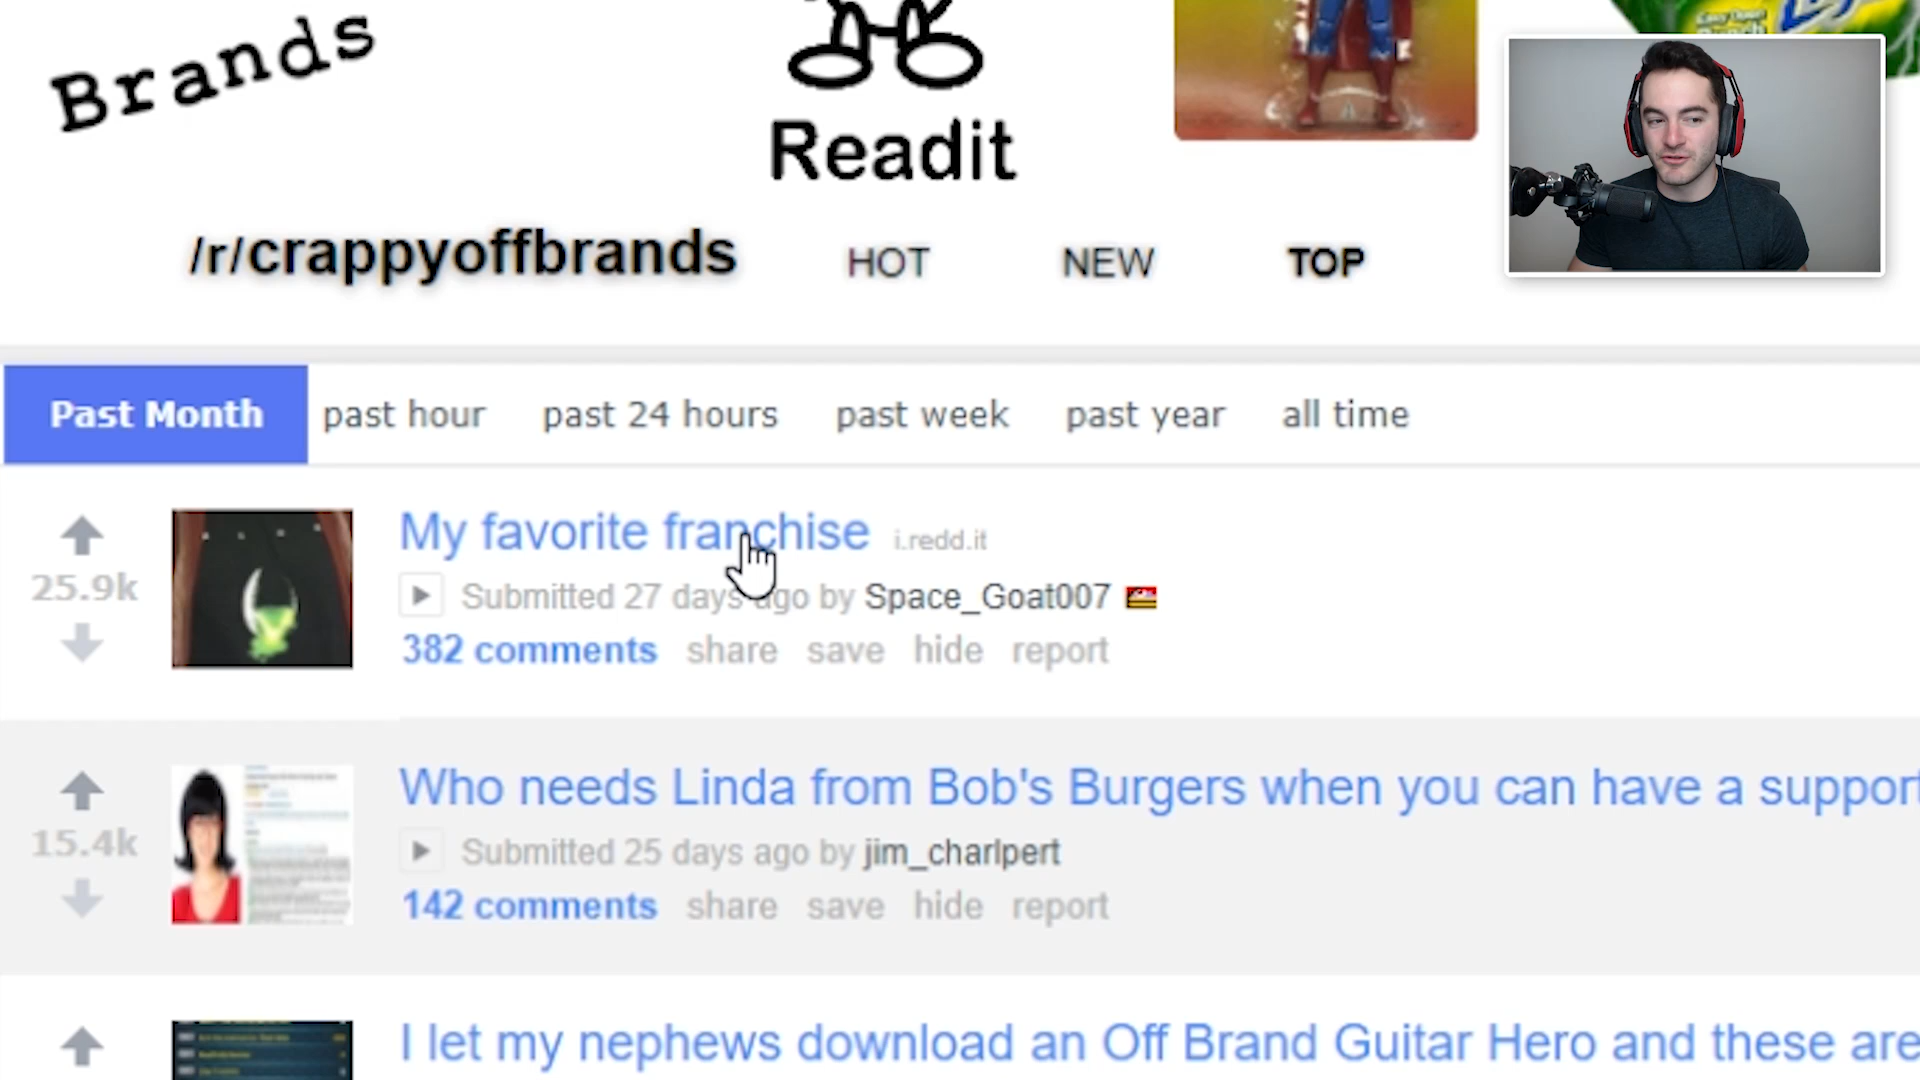 Brands
Readit
/r/crappyoffbrands HOT NEW TOP
Past Month past hour past 24 hours past week past year all time
My favorite franchise i.redd.it
25.9k
Submitted 27 days ago by Space_Goat007
382 comments share save hide report
Who needs Linda from Bob's Burgers when you can have a support
15.4k
Submitted 25 days ago by jim_charlpert
142 comments share save hide report
I let my nephews download an Off Brand Guitar Hero and these are